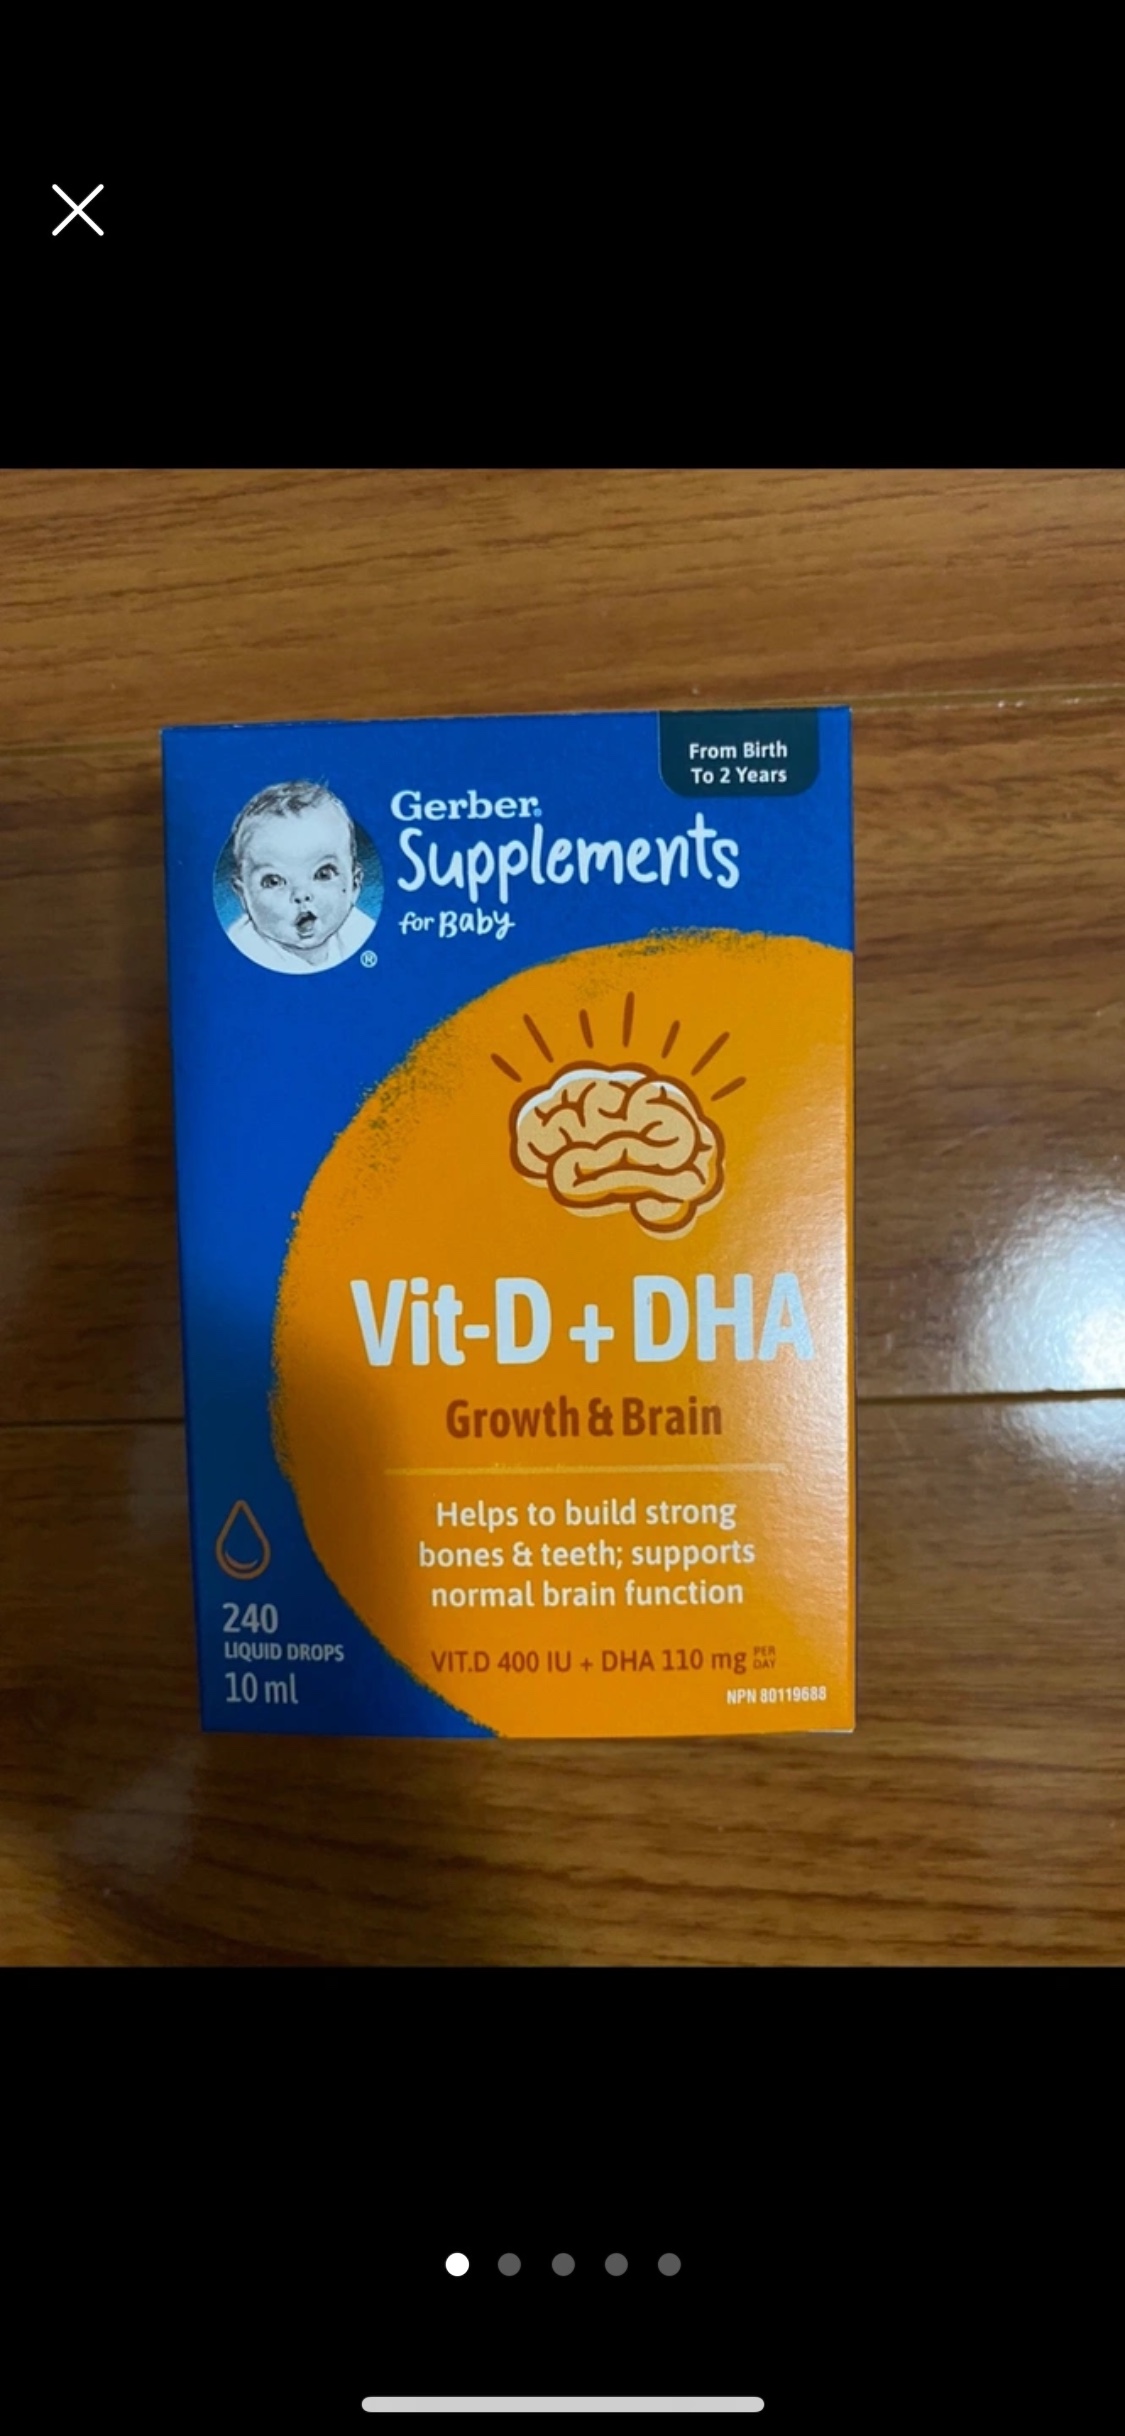 From Birth
To 2 Years
Gerber®
Supplements
for Baby
®
Vit-D + DHA
Growth & Brain
Helps to build strong
bones & teeth; supports
normal brain function
240
LIQUID DROPS
10 ml
VIT.D 400 IU + DHA 110 mg PER DAY
NPN 80119688